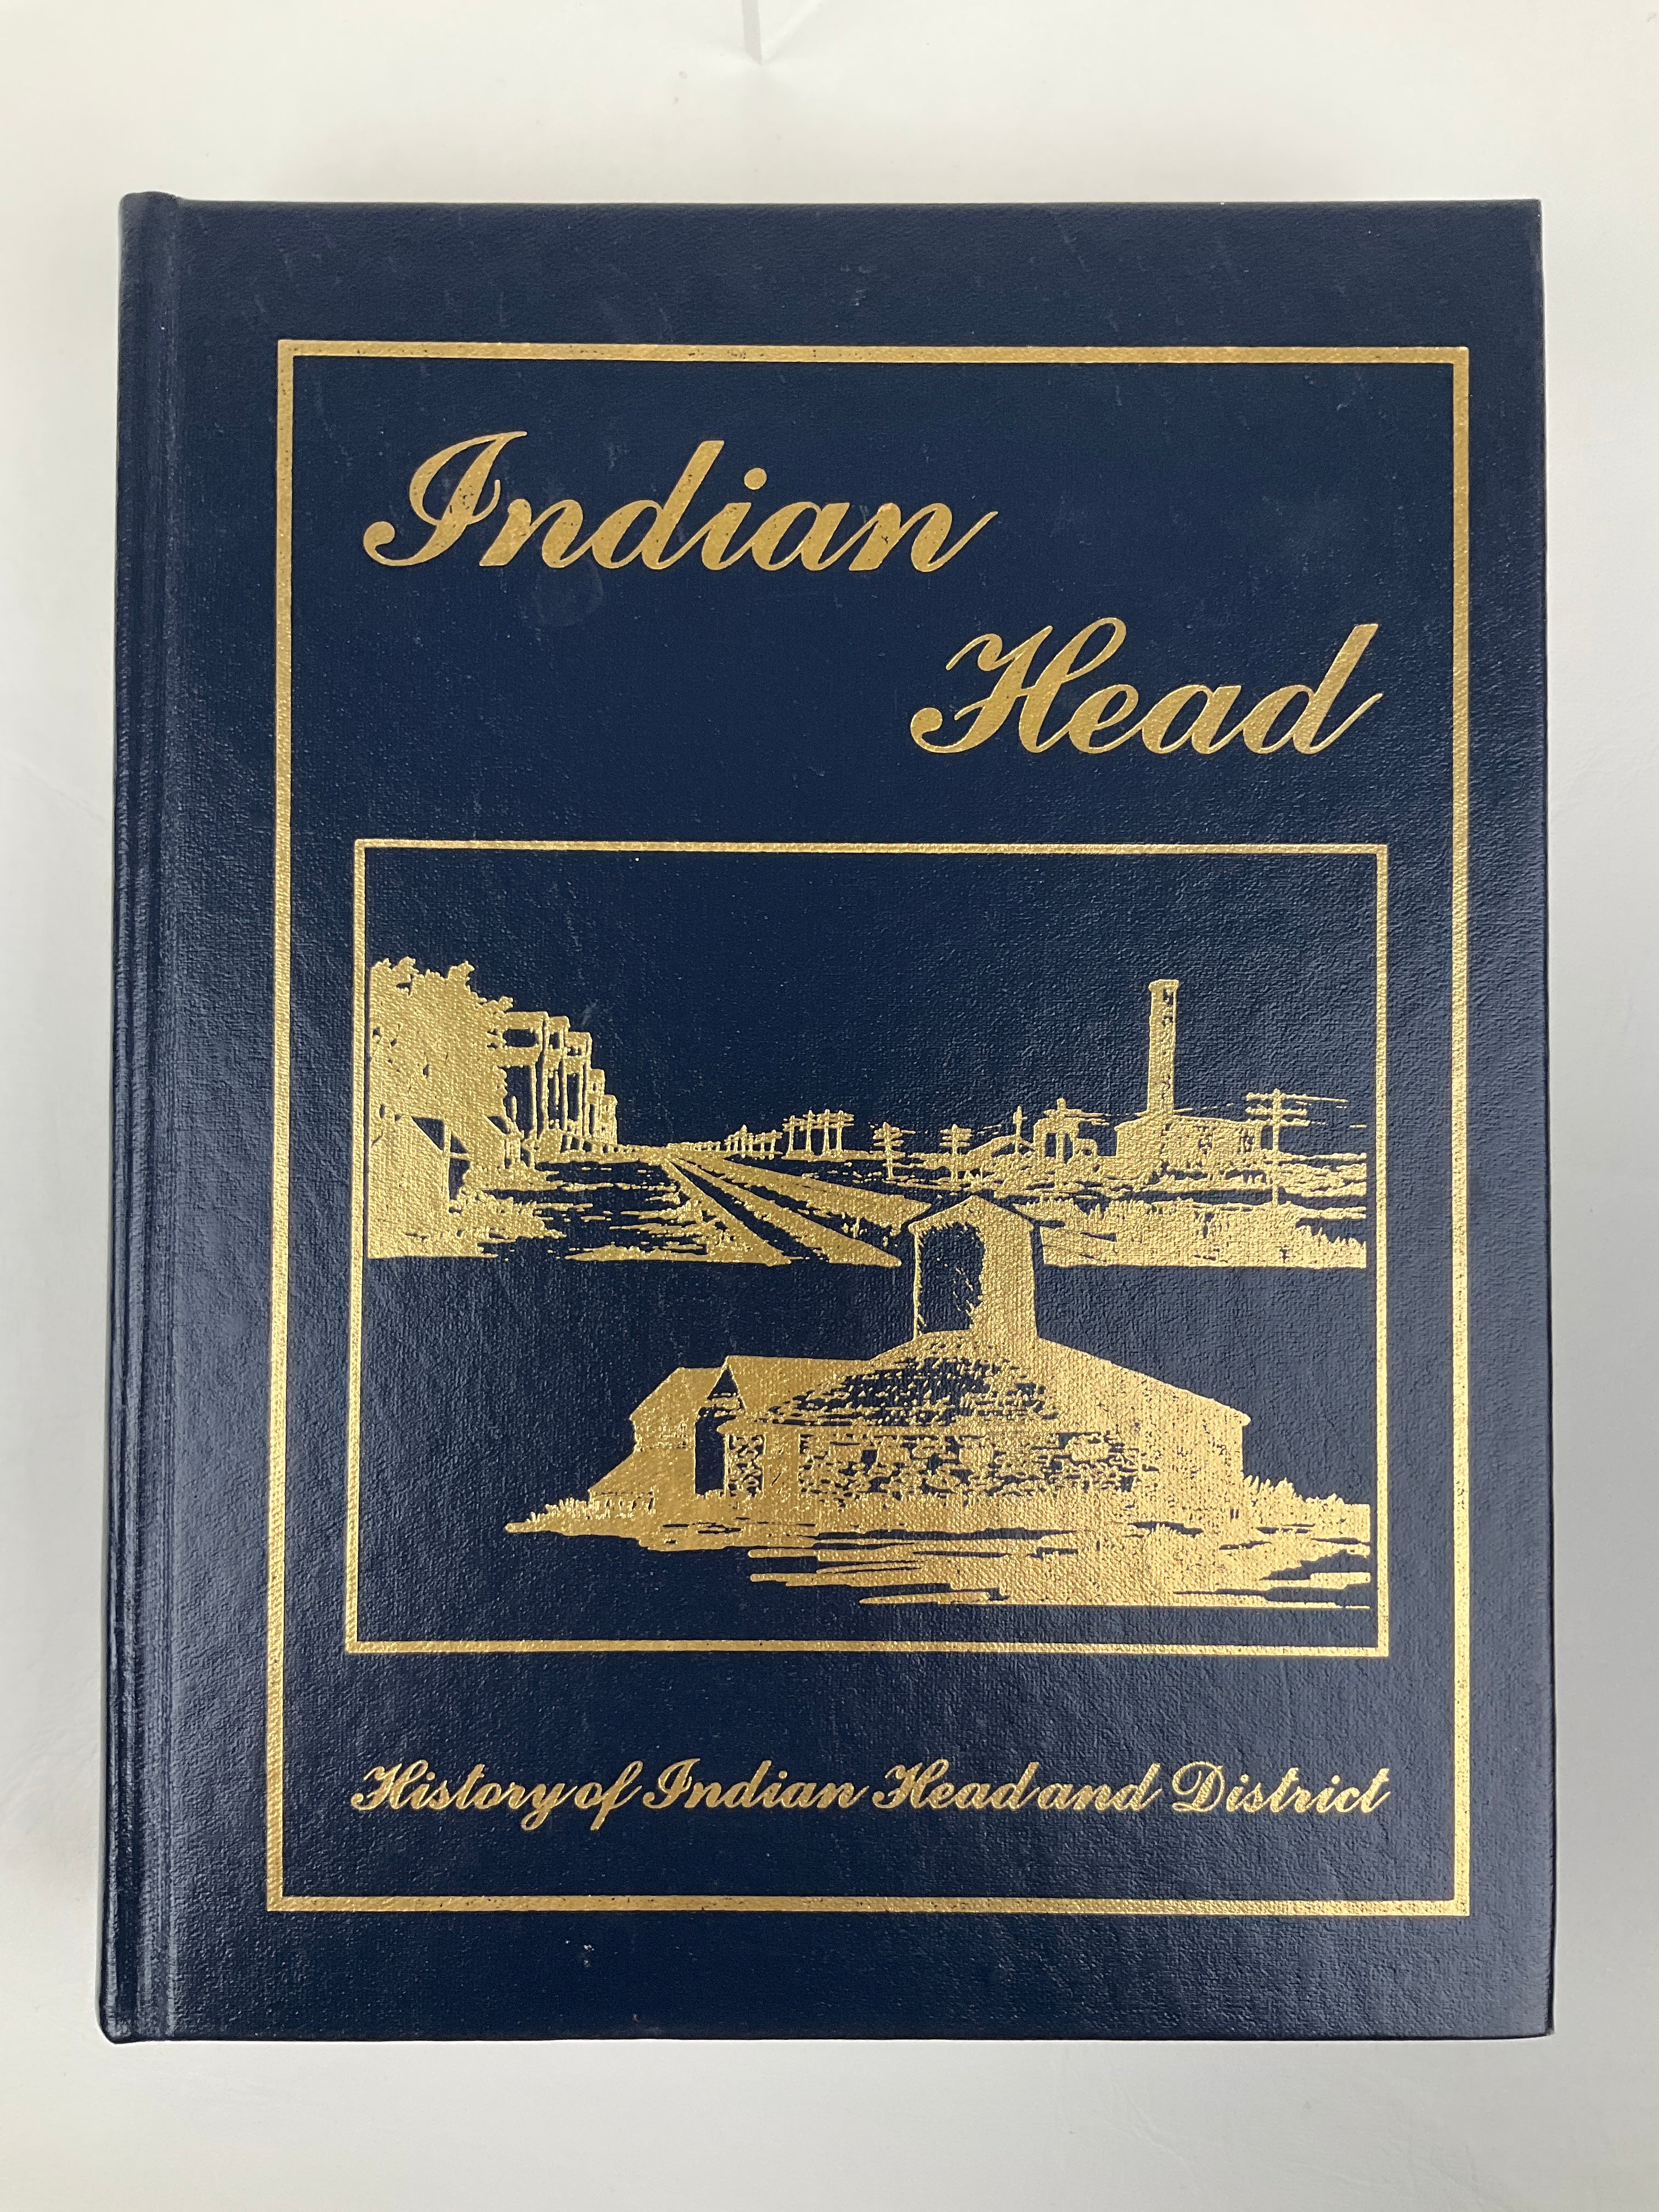 Indian
Head
History of Indian Head and District